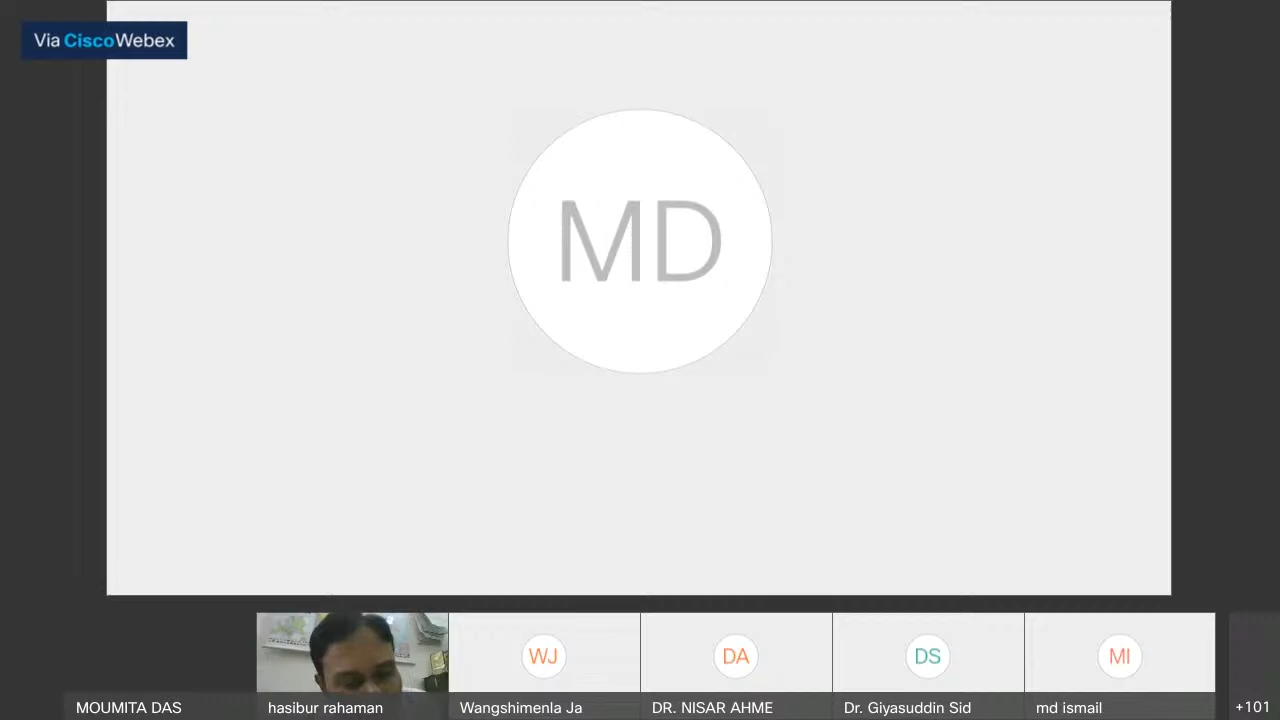 Via CiscoWebex
MD
WJ
DA
DS
MI
MOUMITA DAS
hasibur rahaman
Wangshimenla Ja
DR. NISAR AHME
Dr. Giyasuddin Sid
md ismail
+101